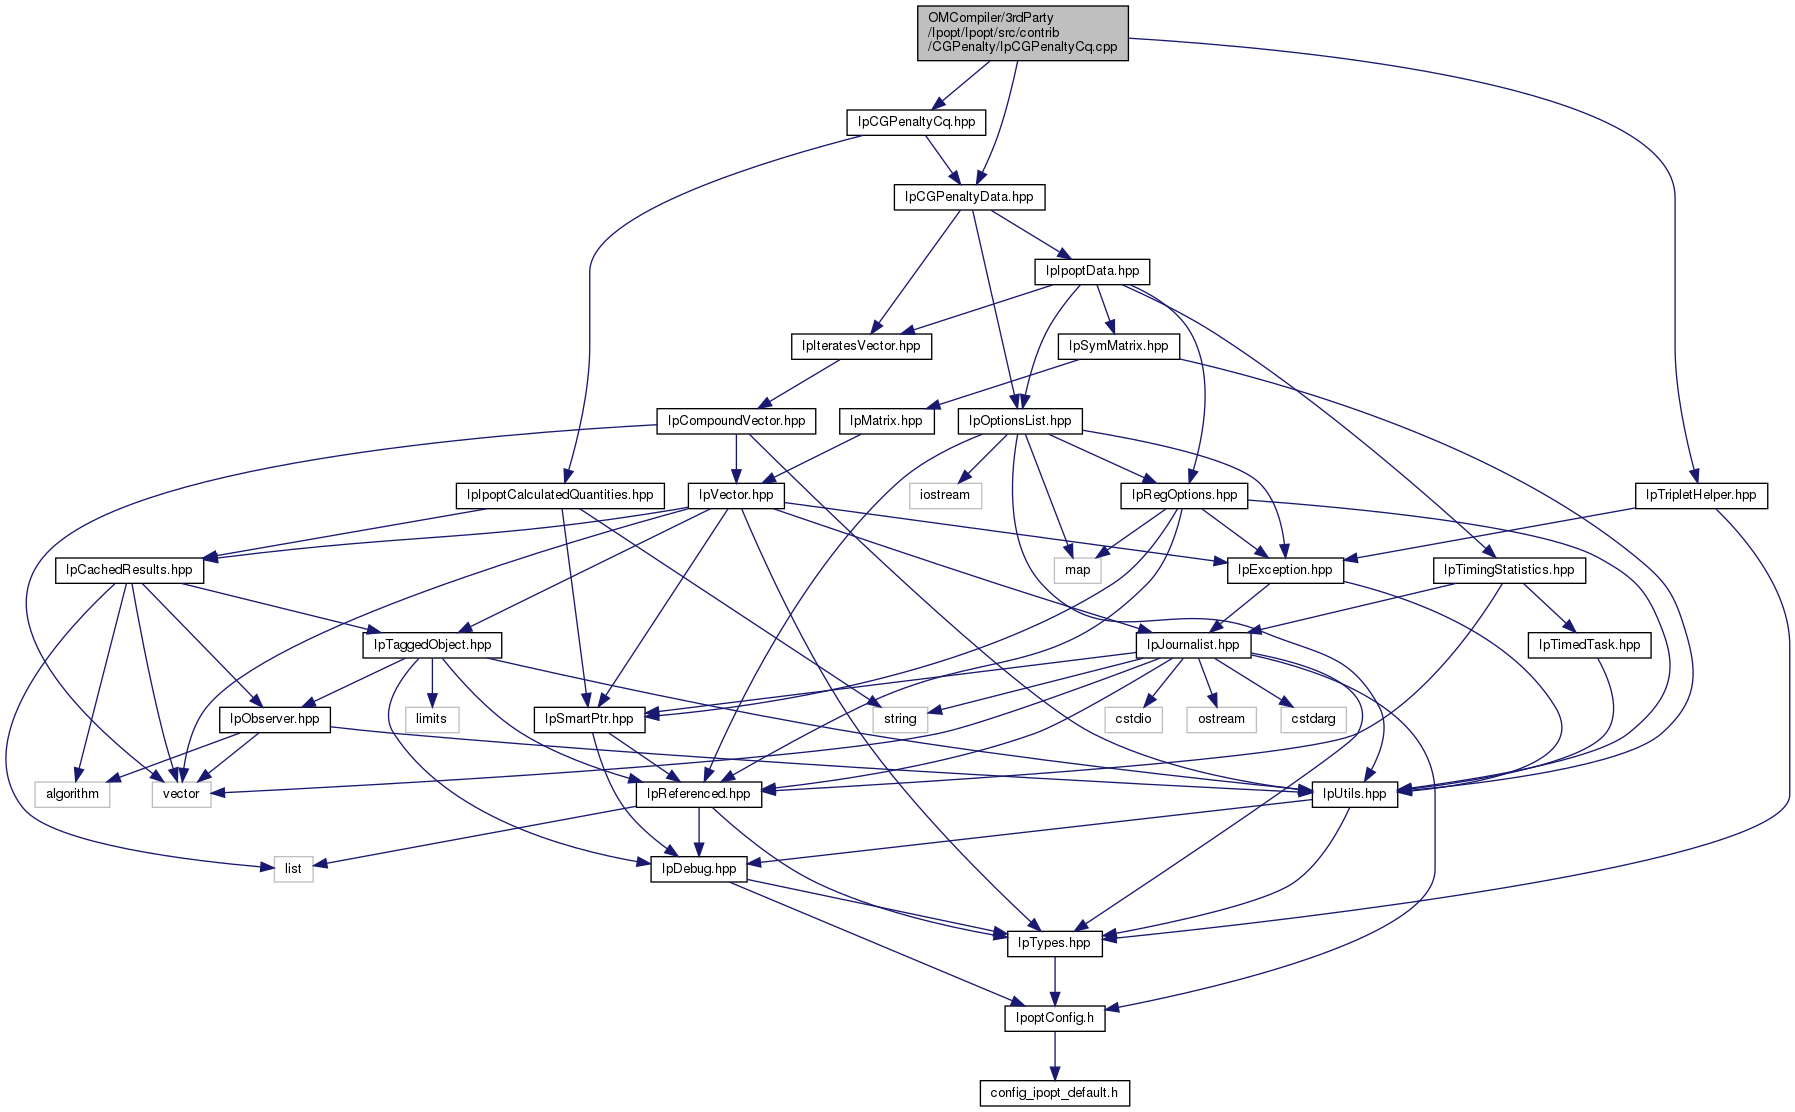 OMCompiler/3rdParty
/Ipopt/Ipopt/src/contrib
/CGPenalty/IpCGPenaltyCq.cpp
IpCGPenaltyCq.hpp
IpCGPenaltyData.hpp
IpIpoptData.hpp
IpIteratesVector.hpp
IpSymMatrix.hpp
IpCompoundVector.hpp
IpMatrix.hpp
IpOptionsList.hpp
IpIpoptCalculatedQuantities.hpp
IpVector.hpp
iostream
IpRegOptions.hpp
IpTripletHelper.hpp
IpCachedResults.hpp
map
IpException.hpp
IpTimingStatistics.hpp
IpTaggedObject.hpp
IpJournalist.hpp
IpTimedTask.hpp
IpObserver.hpp
limits
IpSmartPtr.hpp
string
cstdio
ostream
cstdarg
algorithm
vector
IpReferenced.hpp
IpUtils.hpp
list
IpDebug.hpp
IpTypes.hpp
IpoptConfig.h
config_ipopt_default.h